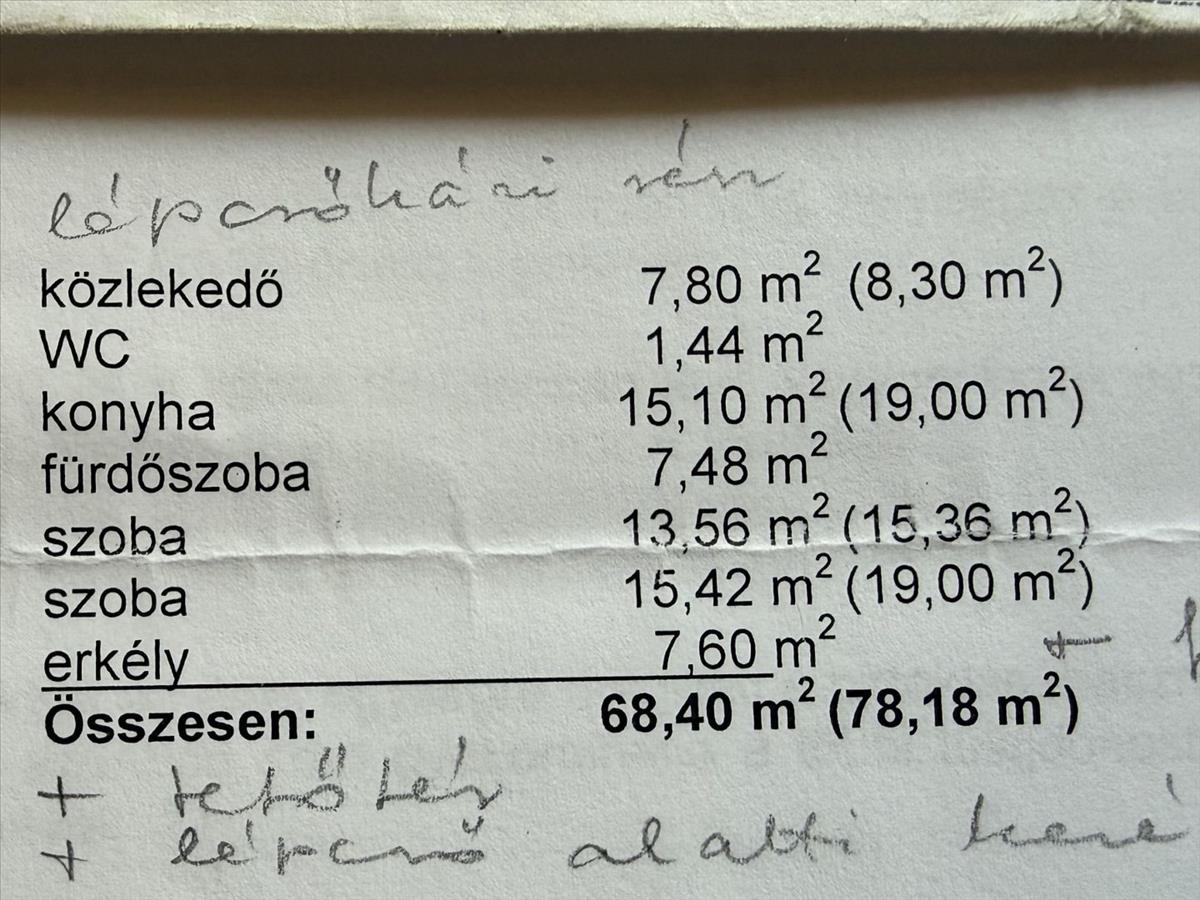 lépcsőházi rész
közlekedő 7,80 m² (8,30 m²)
WC 1,44 m²
konyha 15,10 m² (19,00 m²)
fürdőszoba 7,48 m²
szoba 13,56 m² (15,36 m²)
szoba 15,42 m² (19,00 m²)
erkély 7,60 m² +
Összesen: 68,40 m² (78,18 m²)
+ tetőtér
+ lépcső alatti